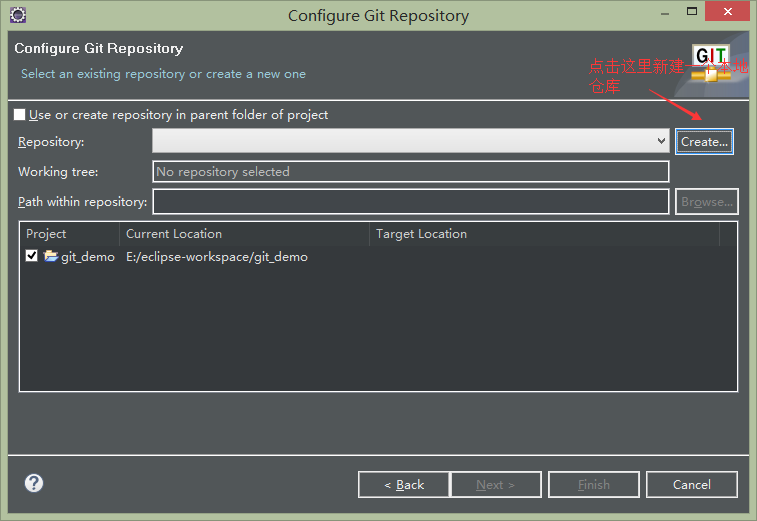 Configure Git Repository
Configure Git Repository
Select an existing repository or create a new one
GIT
点击这里新建一个本地
仓库
Use or create repository in parent folder of project
Repository:
Create...
Working tree:
No repository selected
Path within repository:
Browse...
Project
Current Location
Target Location
git_demo
E:/eclipse-workspace/git_demo
?
< Back
Next >
Finish
Cancel